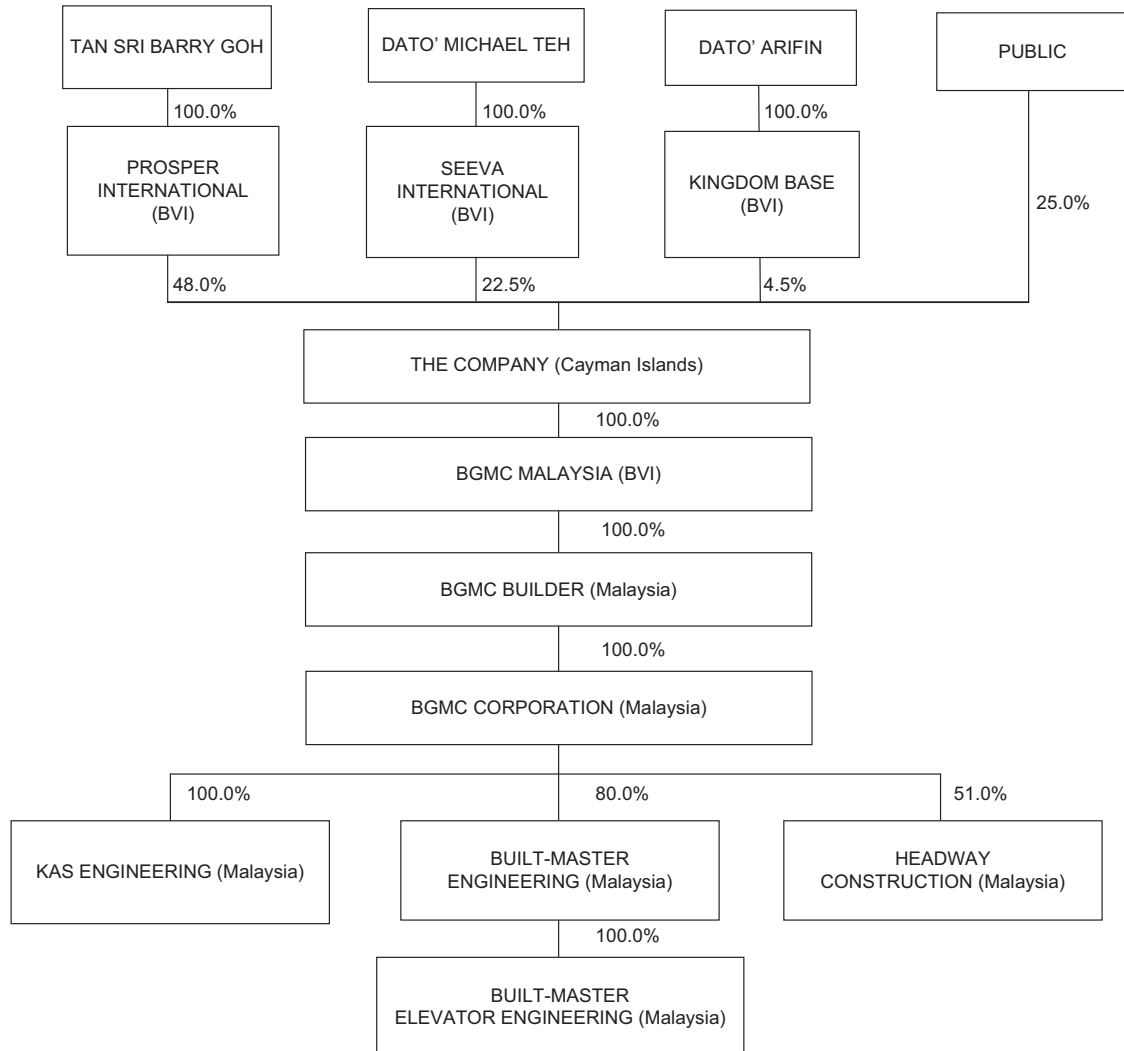 TAN SRI BARRY GOH
DATO’ MICHAEL TEH
DATO’ ARIFIN
PUBLIC
100.0%
100.0%
100.0%
PROSPER
INTERNATIONAL
(BVI)
SEEVA
INTERNATIONAL
(BVI)
KINGDOM BASE
(BVI)
25.0%
48.0%
22.5%
4.5%
THE COMPANY (Cayman Islands)
100.0%
BGMC MALAYSIA (BVI)
100.0%
BGMC BUILDER (Malaysia)
100.0%
BGMC CORPORATION (Malaysia)
100.0%
80.0%
51.0%
KAS ENGINEERING (Malaysia)
BUILT-MASTER
ENGINEERING (Malaysia)
HEADWAY
CONSTRUCTION (Malaysia)
100.0%
BUILT-MASTER
ELEVATOR ENGINEERING (Malaysia)